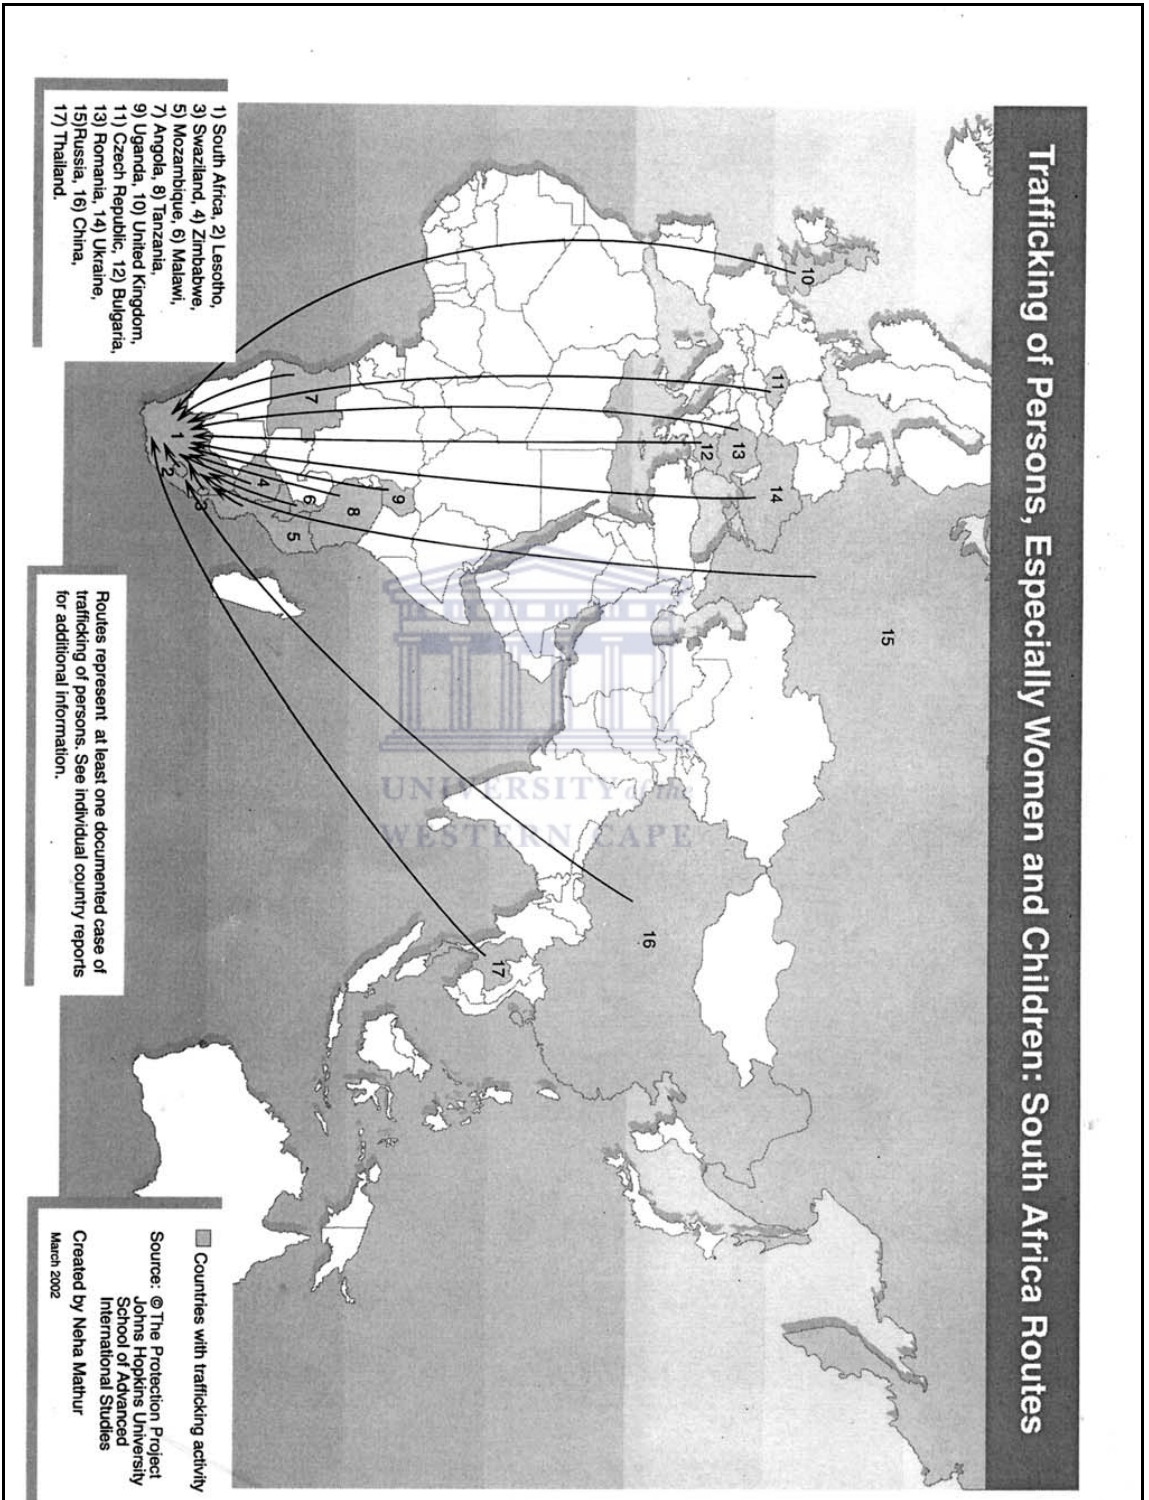 Trafficking of Persons, Especially Women and Children: South Africa Routes
10
11
13
12
14
15
7
9
8
6
4
5
1
2
3
16
17
UNIVERSITY of the
WESTERN CAPE
1) South Africa, 2) Lesotho,
3) Swaziland, 4) Zimbabwe,
5) Mozambique, 6) Malawi,
7) Angola, 8) Tanzania,
9) Uganda, 10) United Kingdom,
11) Czech Republic, 12) Bulgaria,
13) Romania, 14) Ukraine,
15)Russia, 16) China,
17) Thailand.
Routes represent at least one documented case of
trafficking of persons. See individual country reports
for additional information.
Countries with trafficking activity
Source: © The Protection Project
Johns Hopkins University
School of Advanced
International Studies
Created by Neha Mathur
March 2002